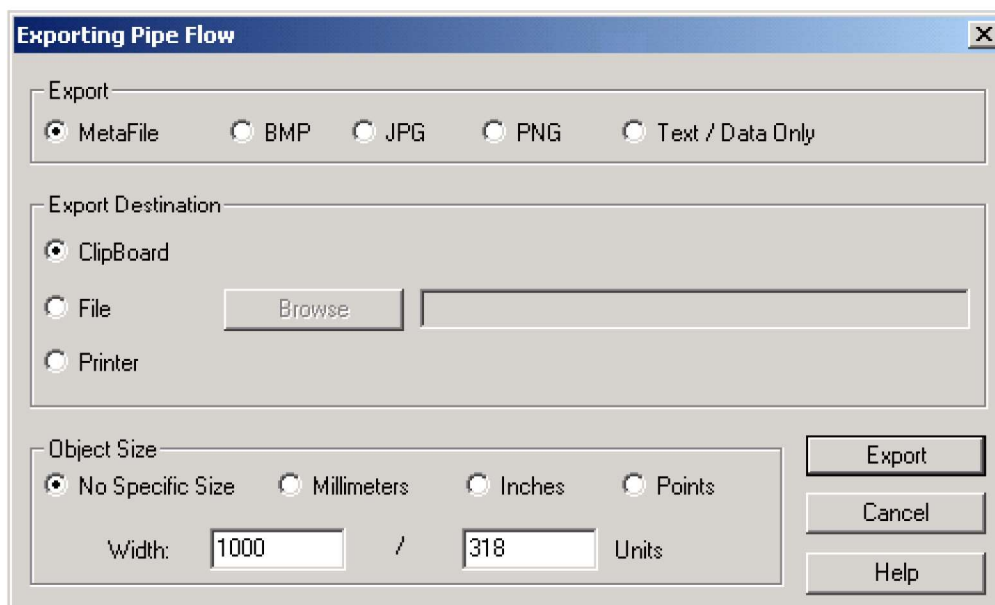 Exporting Pipe Flow
Export
MetaFile BMP JPG PNG Text / Data Only
Export Destination
ClipBoard
File Browse
Printer
Object Size
No Specific Size Millimeters Inches Points
Width: 1000 / 318 Units
Export
Cancel
Help